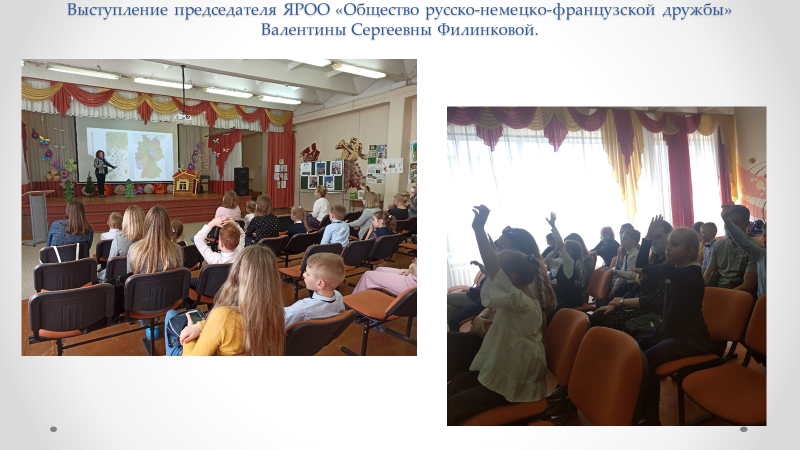 Выступление председателя ЯРОО «Общество русско-немецко-французской дружбы»
Валентины Сергеевны Филинковой.